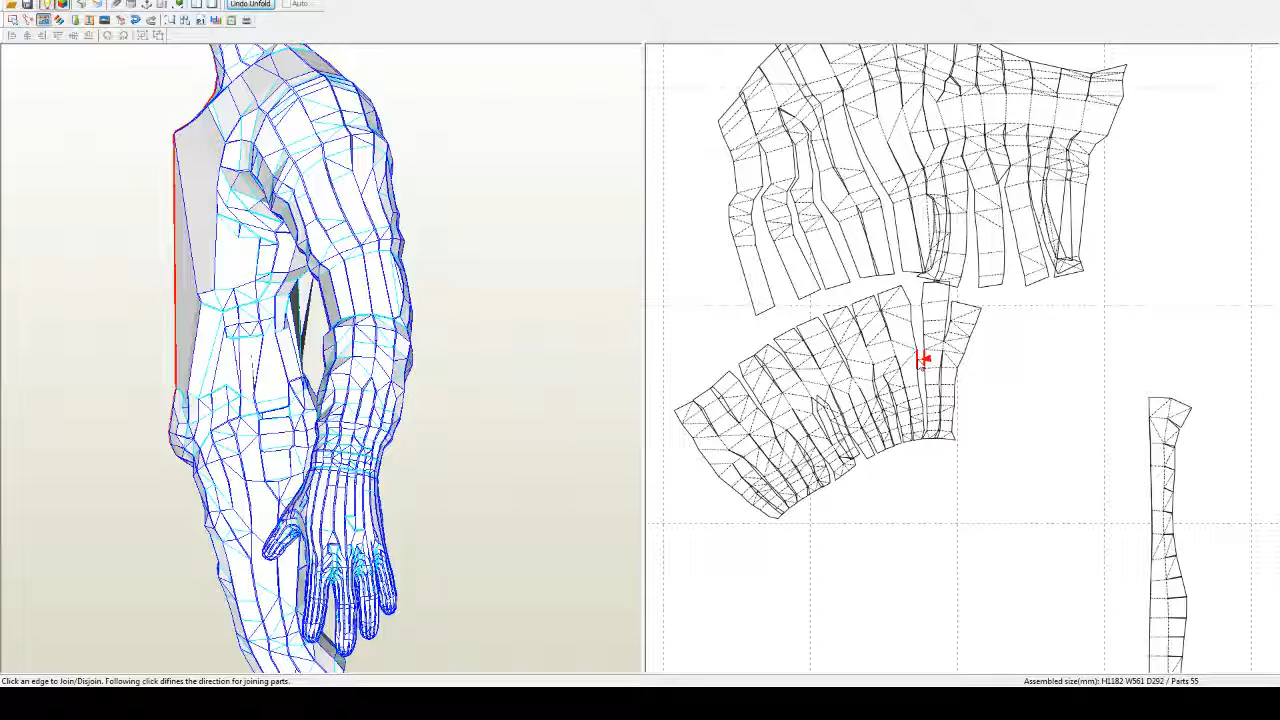 Undo Unfold
Auto
Click an edge to Join/Disjoin. Following click difines the direction for joining parts.
Assembled size(mm): H1182 W561 D292 / Parts 55